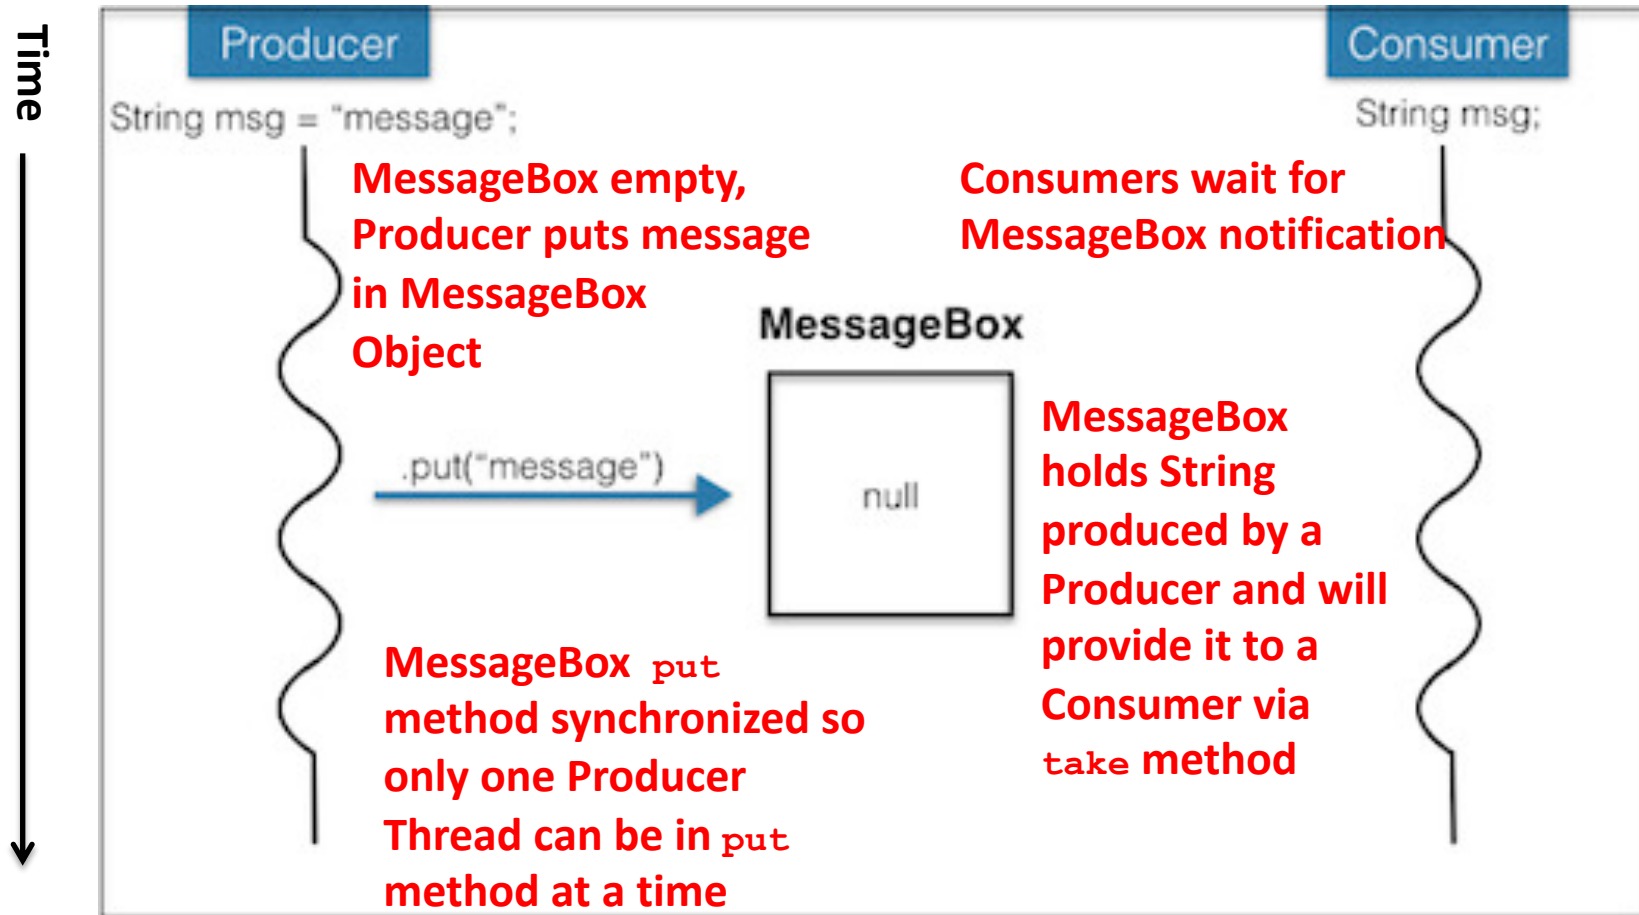 Time
Producer
Consumer
String msg = “message”;
String msg;
MessageBox empty,
Producer puts message
in MessageBox
Object
Consumers wait for
MessageBox notification
MessageBox
.put(“message”)
null
MessageBox
holds String
produced by a
Producer and will
provide it to a
Consumer via
take method
MessageBox put
method synchronized so
only one Producer
Thread can be in put
method at a time